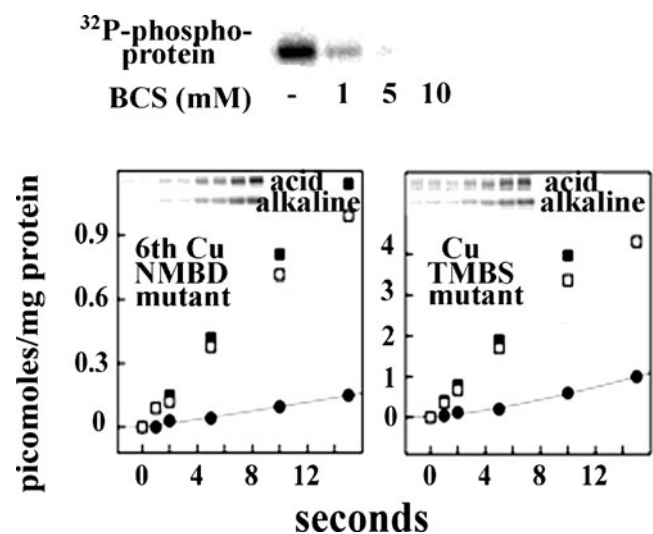 ³²P-phospho-
protein
BCS (mM) - 1 5 10
picomoles/mg protein
acid
alkaline
6th Cu
NMBD
mutant
0.9
0.6
0.3
0
0 4 8 12
acid
alkaline
Cu
TMBS
mutant
4
3
2
1
0
0 4 8 12
seconds